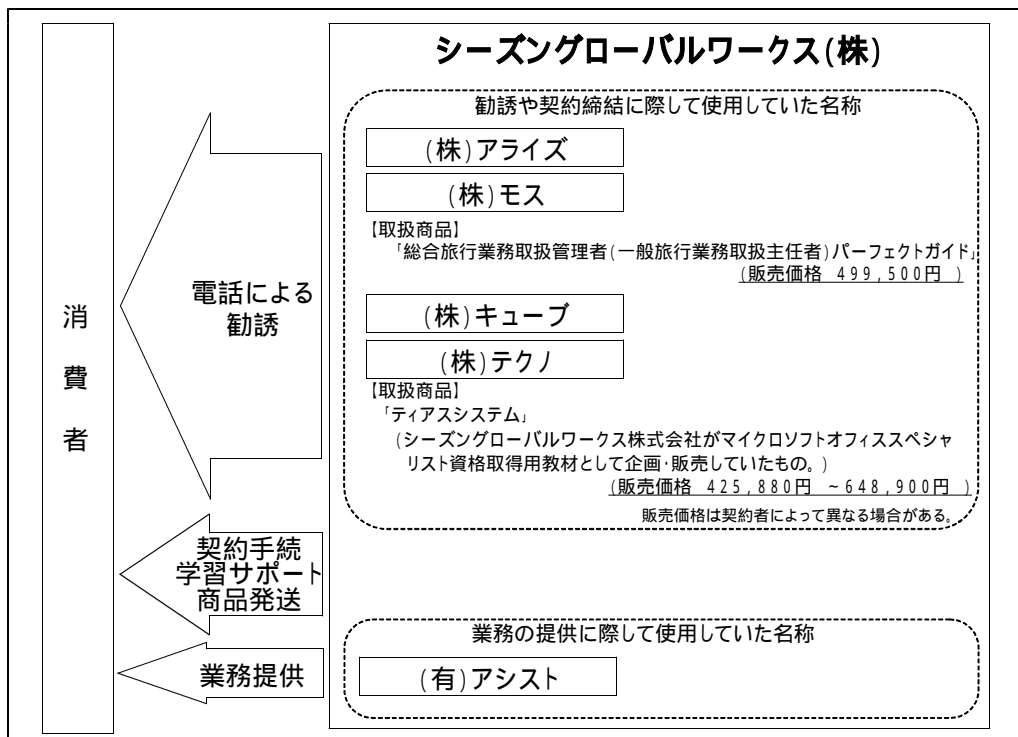 シーズングローバルワークス(株)
勧誘や契約締結に際して使用していた名称
(株)アライズ
(株)モス
【取扱商品】
「総合旅行業務取扱管理者(一般旅行業務取扱主任者)パーフェクトガイド」
(販売価格 499,500円 )
(株)キューブ
(株)テクノ
【取扱商品】
「ティアスシステム」
(シーズングローバルワークス株式会社がマイクロソフトオフィススペシャ
リスト資格取得用教材として企画・販売していたもの。)
(販売価格 425,880円 ~648,900円 )
販売価格は契約者によって異なる場合がある。
電話による
勧誘
消
費
者
契約手続
学習サポート
商品発送
業務の提供に際して使用していた名称
業務提供
(有)アシスト